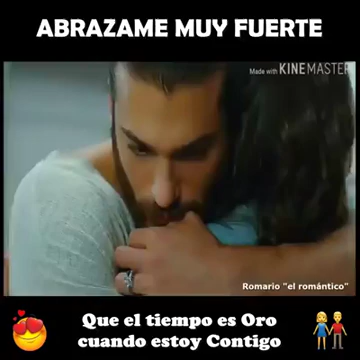 ABRAZAME MUY FUERTE
Made with KINEMASTER
Romario "el romántico"
Que el tiempo es Oro
cuando estoy Contigo